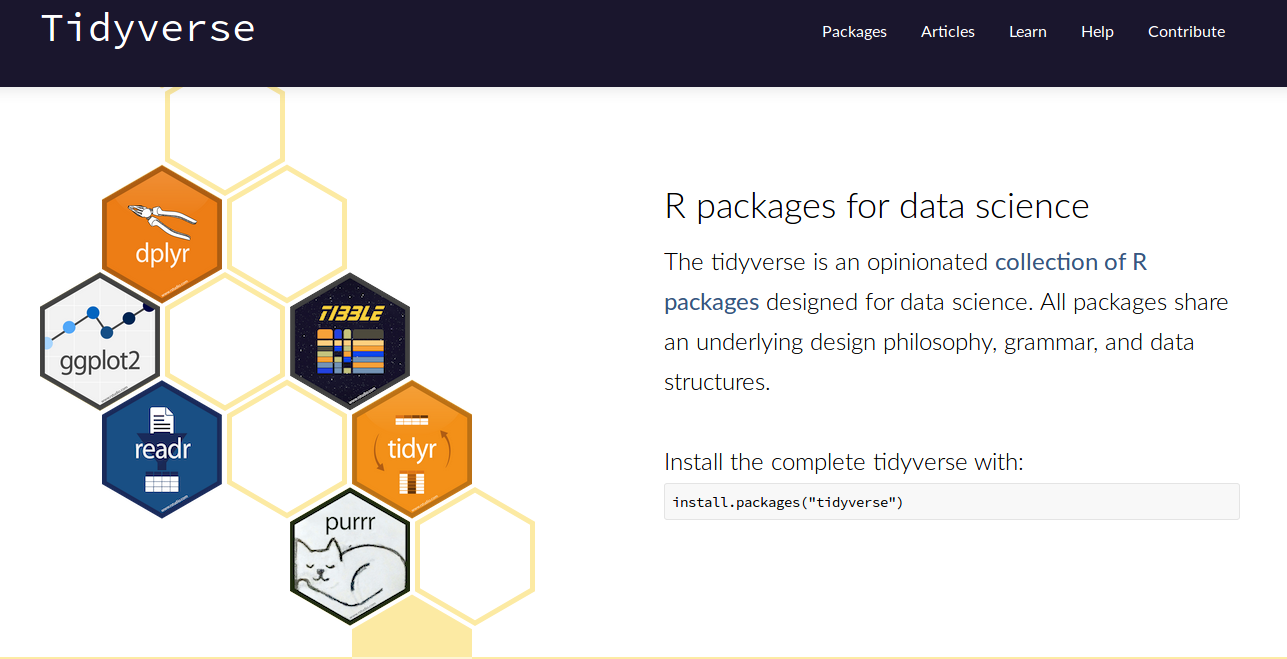 Tidyverse
Packages Articles Learn Help Contribute
dplyr
ggplot2
TIBBLE
readr
tidyr
purrr
R packages for data science
The tidyverse is an opinionated collection of R
packages designed for data science. All packages share
an underlying design philosophy, grammar, and data
structures.
Install the complete tidyverse with:
install.packages("tidyverse")